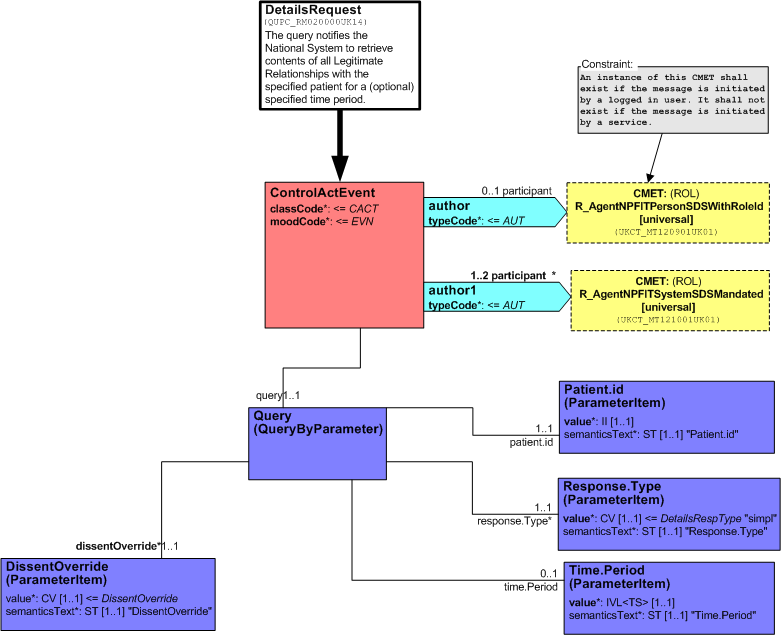 DetailsRequest
(QUPC_RM020000UK14)
The query notifies the
National System to retrieve
contents of all Legitimate
Relationships with the
specified patient for a (optional)
specified time period.
Constraint:
An instance of this CMET shall
exist if the message is initiated
by a logged in user. It shall not
exist if the message is initiated
by a service.
ControlActEvent
classCode*: <= CACT
moodCode*: <= EVN
0..1 participant
author
typeCode*: <= AUT
CMET: (ROL)
R_AgentNPFITPersonSDSWithRoleId
[universal]
(UKCT_MT120901UK01)
1..2 participant *
author1
typeCode*: <= AUT
CMET: (ROL)
R_AgentNPFITSystemSDSMandated
[universal]
(UKCT_MT121001UK01)
query1..1
Query
(QueryByParameter)
1..1
patient.id
Patient.id
(ParameterItem)
value*: II [1..1]
semanticsText*: ST [1..1] "Patient.id"
1..1
response.Type*
Response.Type
(ParameterItem)
value*: CV [1..1] <= DetailsRespType "simpl"
semanticsText*: ST [1..1] "Response.Type"
dissentOverride*1..1
DissentOverride
(ParameterItem)
value*: CV [1..1] <= DissentOverride
semanticsText*: ST [1..1] "DissentOverride"
0..1
time.Period
Time.Period
(ParameterItem)
value*: IVL<TS> [1..1]
semanticsText*: ST [1..1] "Time.Period"